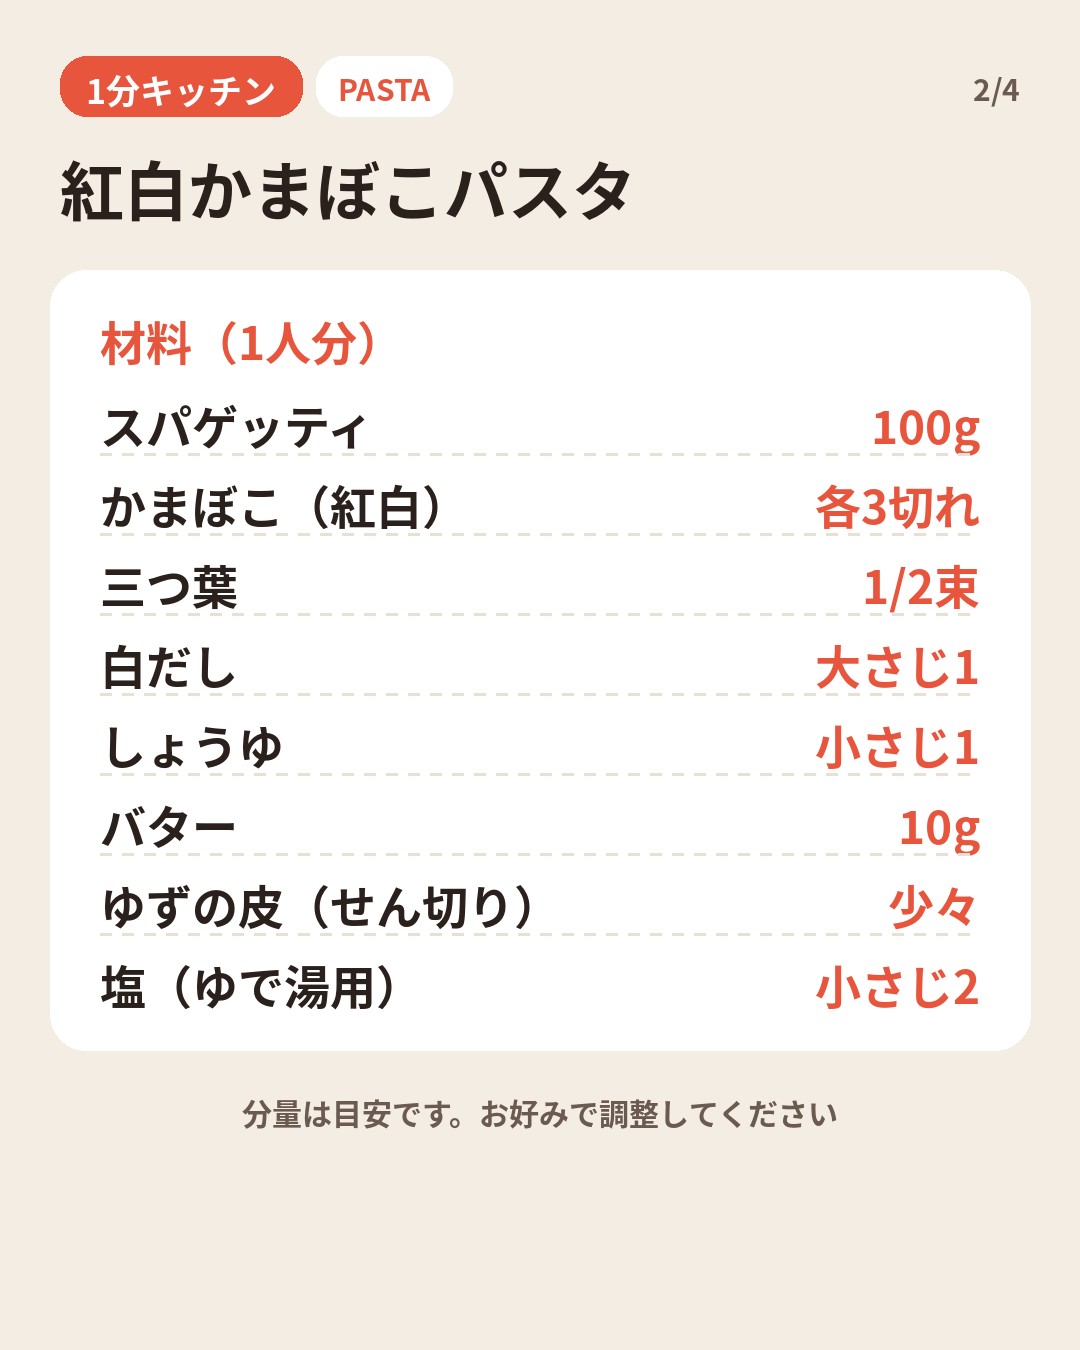 1分キッチン PASTA 2/4
紅白かまぼこパスタ
材料（1人分）
スパゲッティ 100g
かまぼこ（紅白） 各3切れ
三つ葉 1/2束
白だし 大さじ1
しょうゆ 小さじ1
バター 10g
ゆずの皮（せん切り） 少々
塩（ゆで湯用） 小さじ2
分量は目安です。お好みで調整してください